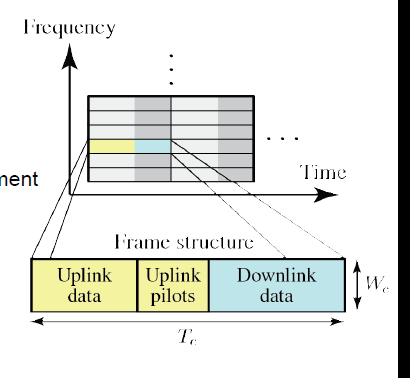 Frequency
Time
ment
Frame structure
Uplink data
Uplink pilots
Downlink data
W_c
T_c